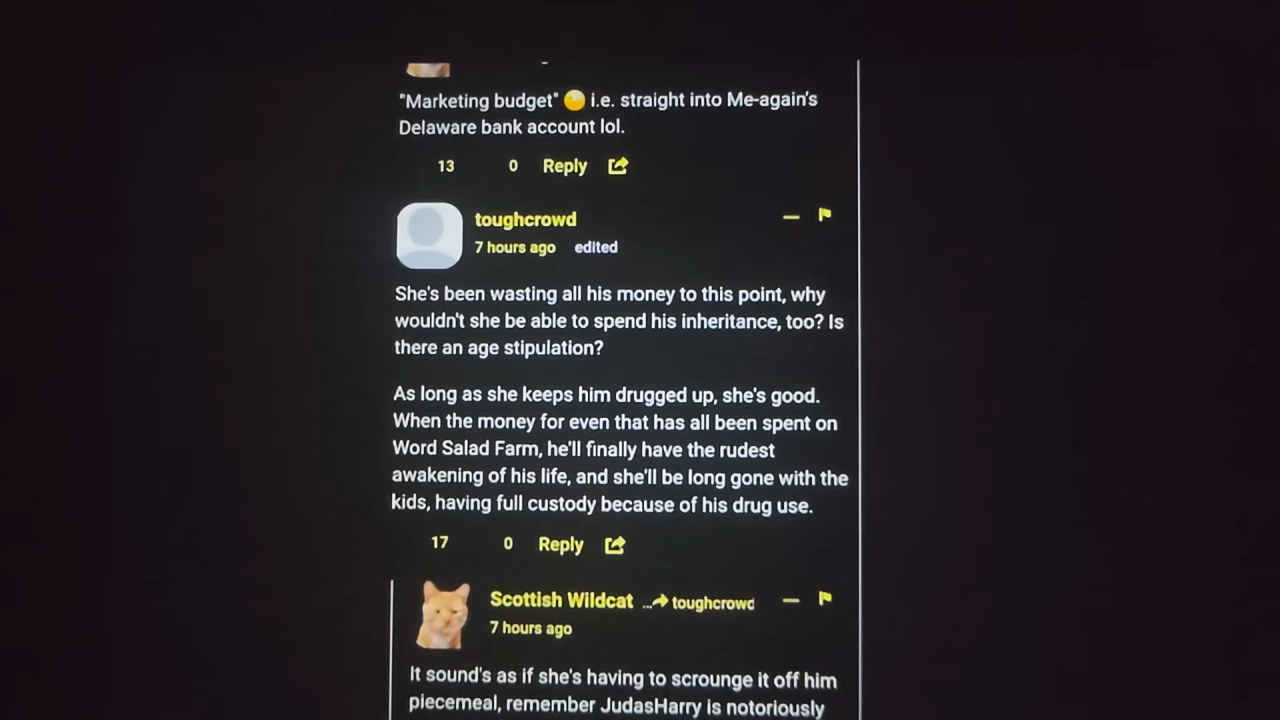 "Marketing budget" i.e. straight into Me-again's
Delaware bank account lol.
13 0 Reply
toughcrowd
7 hours ago edited
She's been wasting all his money to this point, why
wouldn't she be able to spend his inheritance, too? Is
there an age stipulation?
As long as she keeps him drugged up, she's good.
When the money for even that has all been spent on
Word Salad Farm, he'll finally have the rudest
awakening of his life, and she'll be long gone with the
kids, having full custody because of his drug use.
17 0 Reply
Scottish Wildcat ... toughcrowd
7 hours ago
It sound's as if she's having to scrounge it off him
piecemeal, remember JudasHarry is notoriously